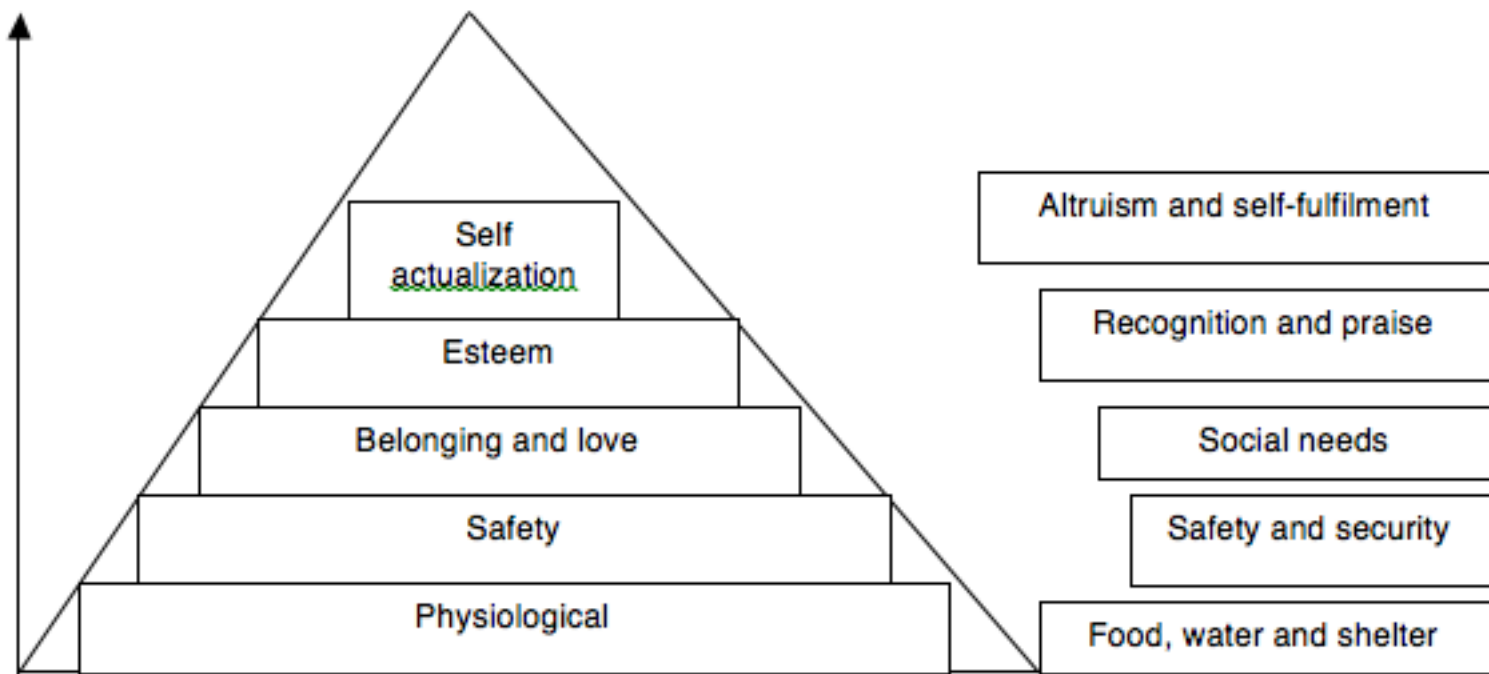 Self
actualization
Altruism and self-fulfilment
Esteem
Recognition and praise
Belonging and love
Social needs
Safety
Safety and security
Physiological
Food, water and shelter